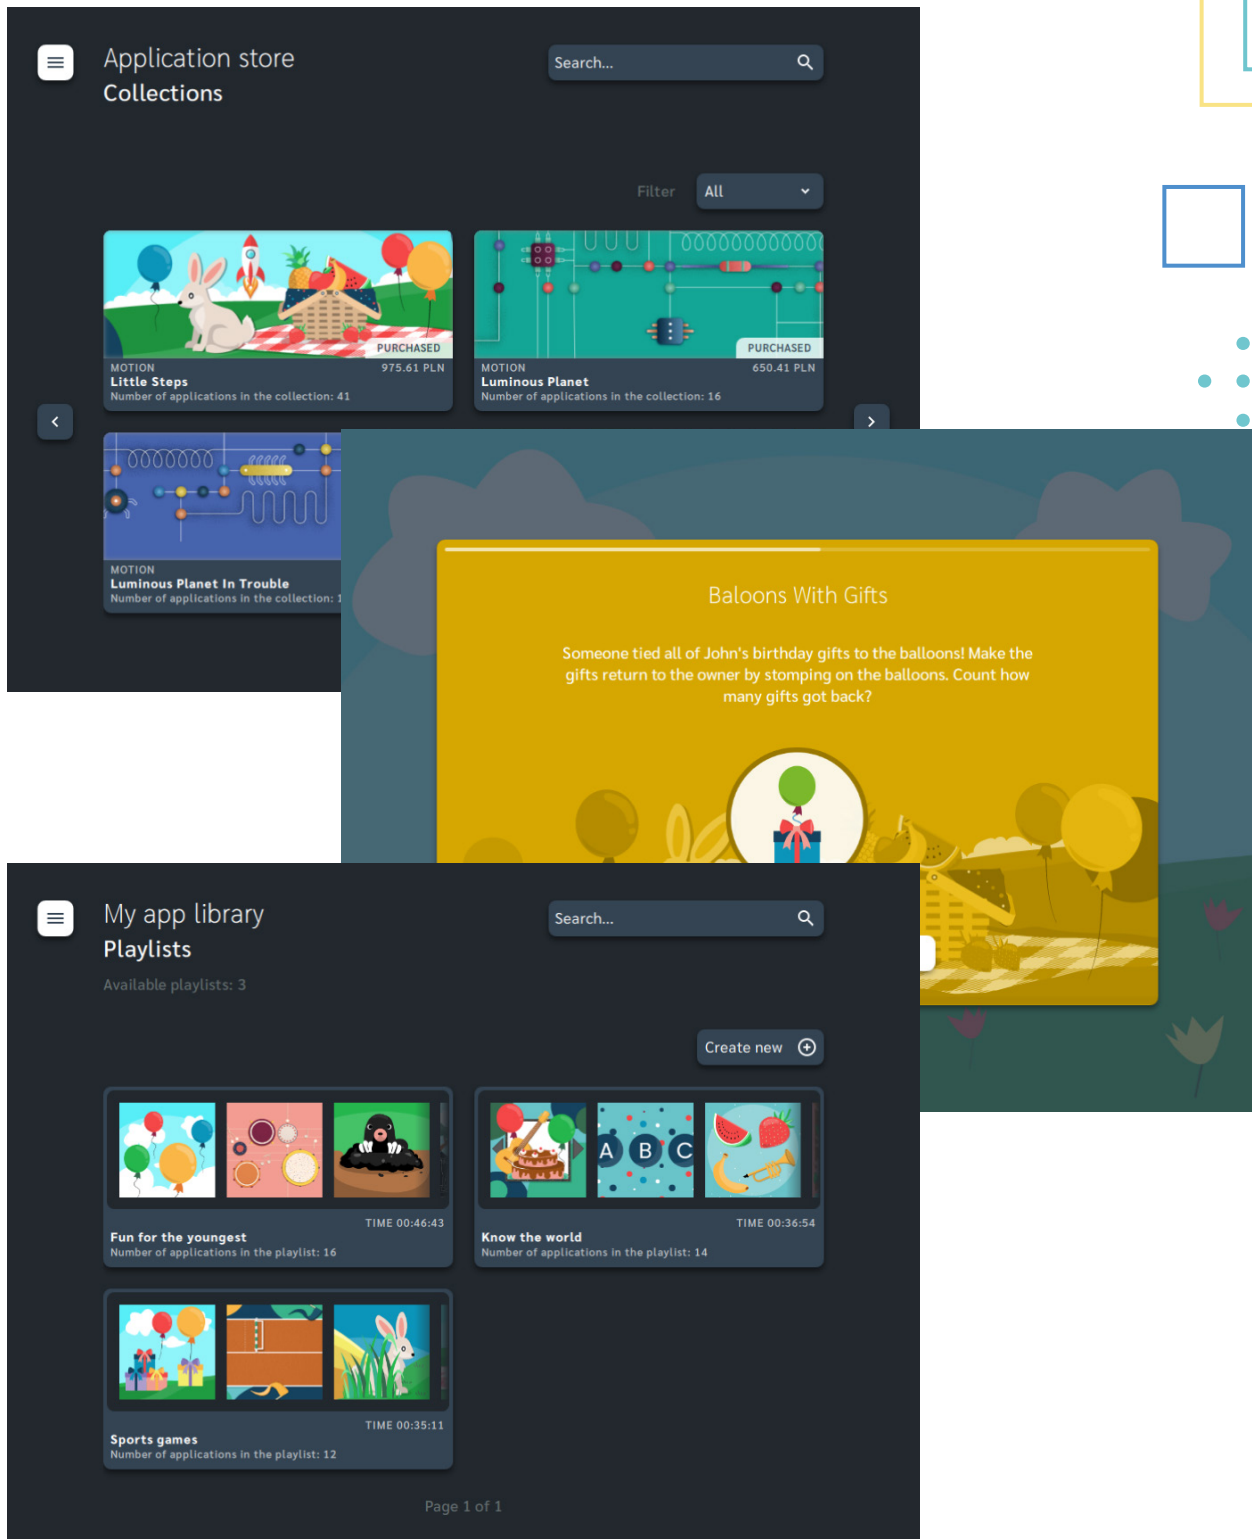 Application store
Collections
Search...
Filter
All
PURCHASED
MOTION
975.61 PLN
Little Steps
Number of applications in the collection: 41
PURCHASED
MOTION
650.41 PLN
Luminous Planet
Number of applications in the collection: 16
MOTION
Luminous Planet In Trouble
Number of applications in the collection: 1
Baloons With Gifts
Someone tied all of John's birthday gifts to the balloons! Make the
gifts return to the owner by stomping on the balloons. Count how
many gifts got back?
My app library
Playlists
Available playlists: 3
Search...
Create new
TIME 00:46:43
Fun for the youngest
Number of applications in the playlist: 16
A B C
TIME 00:36:54
Know the world
Number of applications in the playlist: 14
TIME 00:35:11
Sports games
Number of applications in the playlist: 12
Page 1 of 1